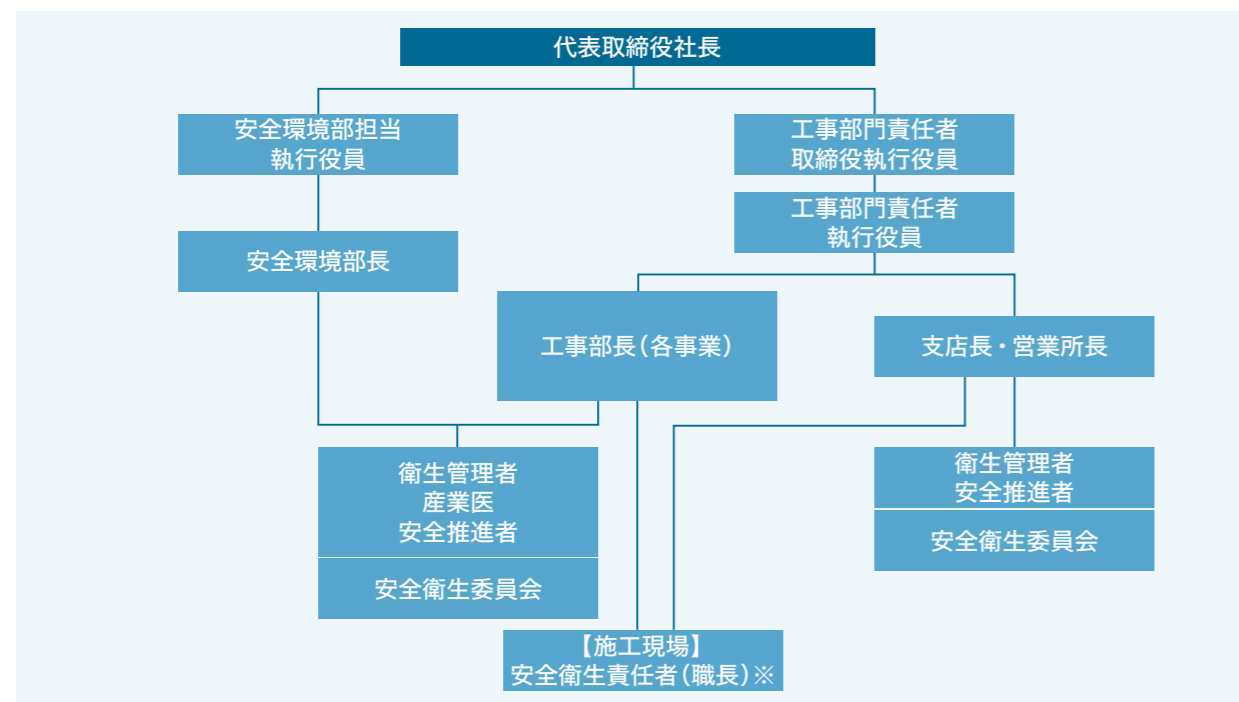 代表取締役社長
安全環境部担当
執行役員
工事部門責任者
取締役執行役員
工事部門責任者
執行役員
安全環境部長
工事部長（各事業）
支店長・営業所長
衛生管理者
産業医
安全推進者
安全衛生委員会
衛生管理者
安全推進者
安全衛生委員会
【施工現場】
安全衛生責任者（職長）※